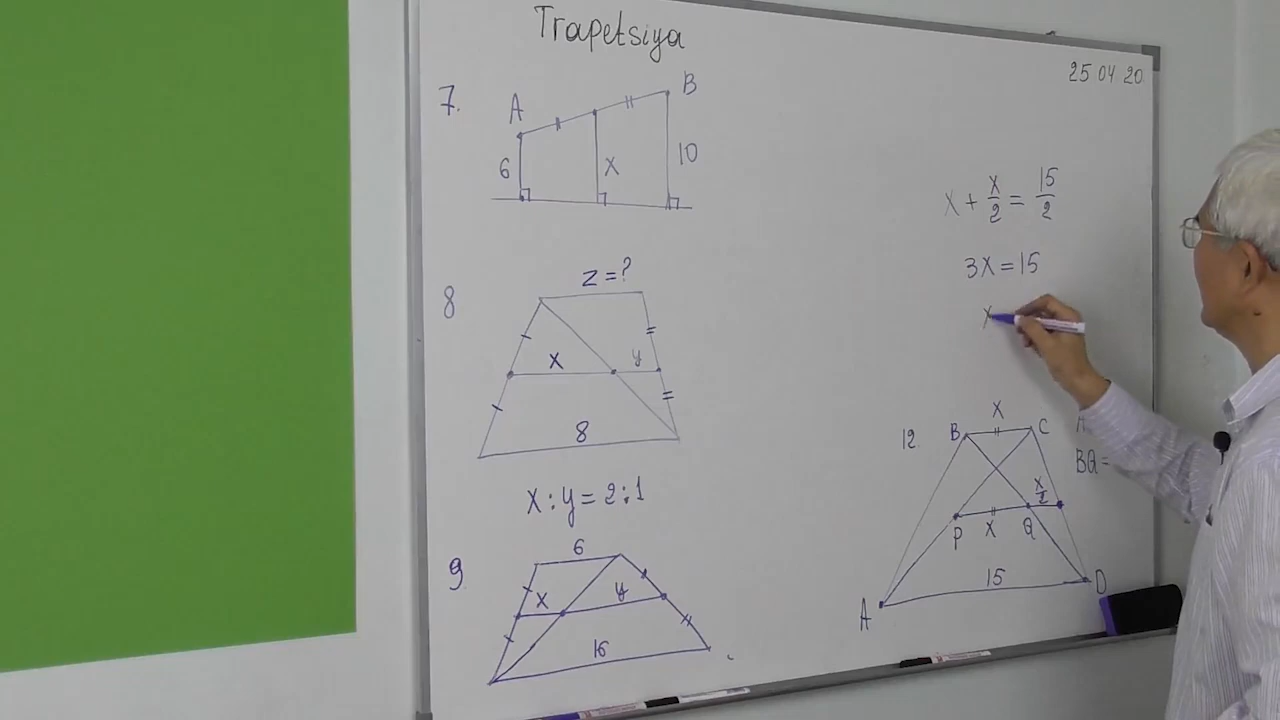 Trapetsiya
25 04 20
7.
A
B
6
X
10
8
Z = ?
X
y
8
X : y = 2 : 1
9
6
X
y
16
X + X/2 = 15/2
3X = 15
X
12
X
B
C
BQ =
X/2
P
X
Q
15
A
D